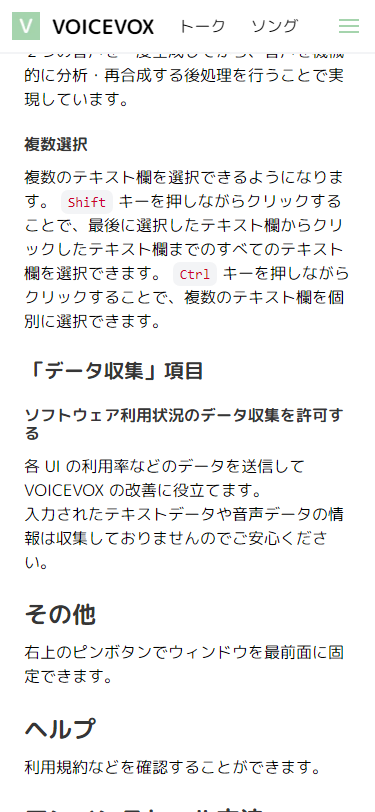 V VOICEVOX トーク ソング
的に分析・再合成する後処理を行うことで実
現しています。
複数選択
複数のテキスト欄を選択できるようになりま
す。 Shift キーを押しながらクリックする
ことで、最後に選択したテキスト欄からクリ
ックしたテキスト欄までのすべてのテキスト
欄を選択できます。 Ctrl キーを押しながら
クリックすることで、複数のテキスト欄を個
別に選択できます。
「データ収集」項目
ソフトウェア利用状況のデータ収集を許可す
る
各 UI の利用率などのデータを送信して
VOICEVOX の改善に役立てます。
入力されたテキストデータや音声データの情
報は収集しておりませんのでご安心くださ
い。
その他
右上のピンボタンでウィンドウを最前面に固
定できます。
ヘルプ
利用規約などを確認することができます。